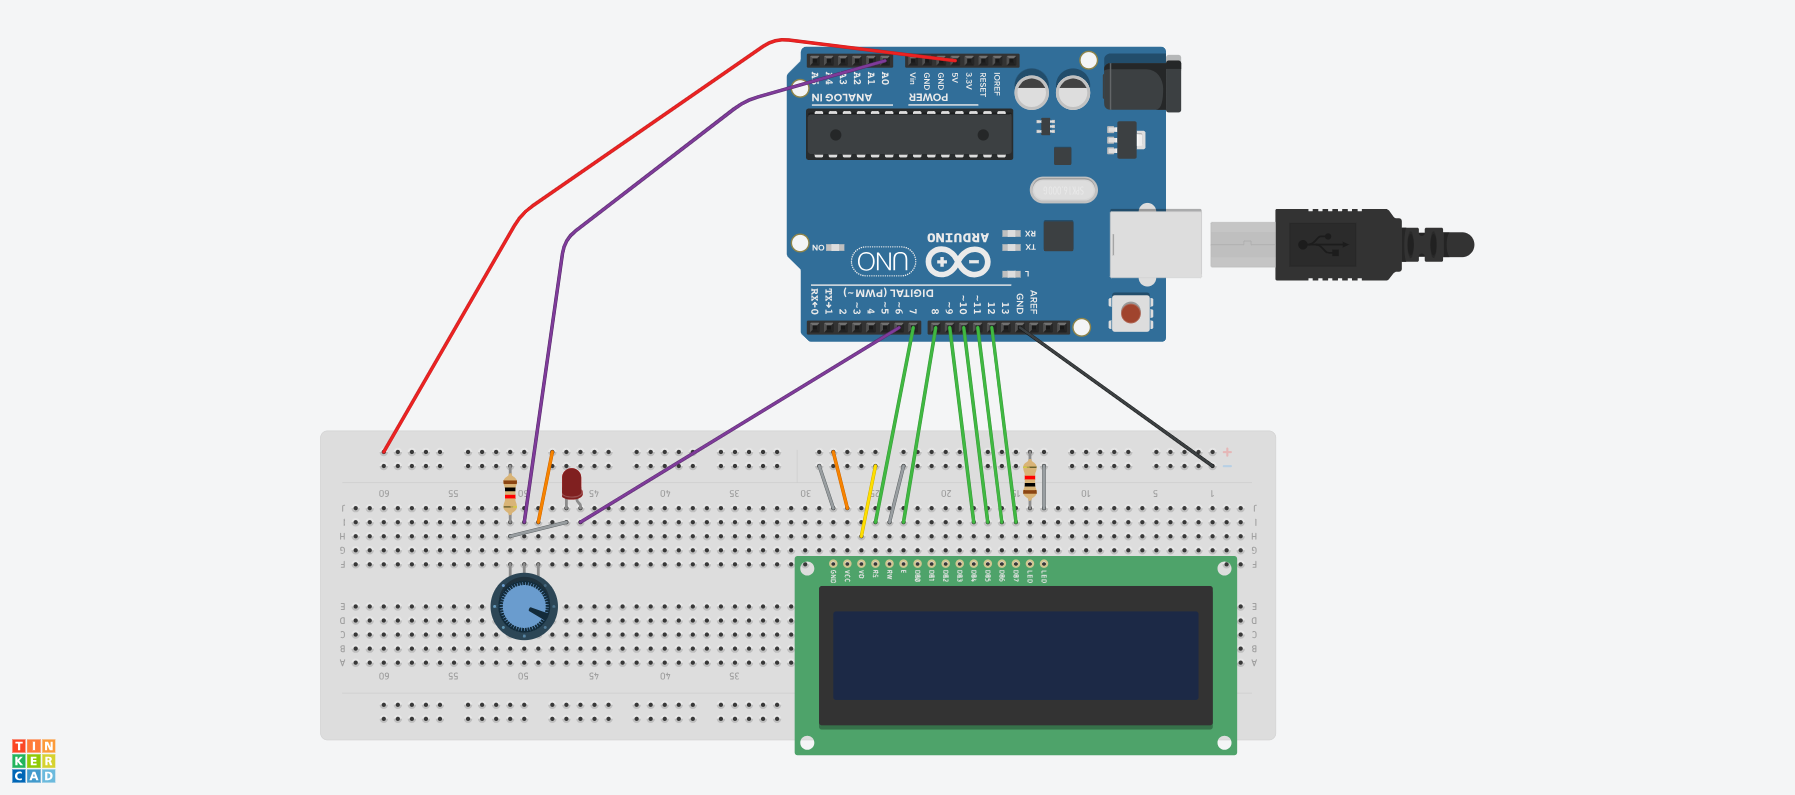 A4 A3 A2 A1 A0
Vin GND GND 5V 3.3V RESET IOREF
ANALOG IN POWER
RX
TX
ON
ARDUINO
UNO
L
DIGITAL (PWM~)
RX←0 TX→1 2 ~3 4 ~5 ~6 7 8 ~9 ~10 ~11 12 13 GND AREF
+
−
60 55 50 45 40 35 30 25 20 15 10 5 1
J J
I I
H H
G G
F F
GND VCC V0 RS RW E DB0 DB1 DB2 DB3 DB4 DB5 DB6 DB7 LED LED
E E
D D
C C
B B
A A
60 55 50 45 40 35
TIN
KER
CAD